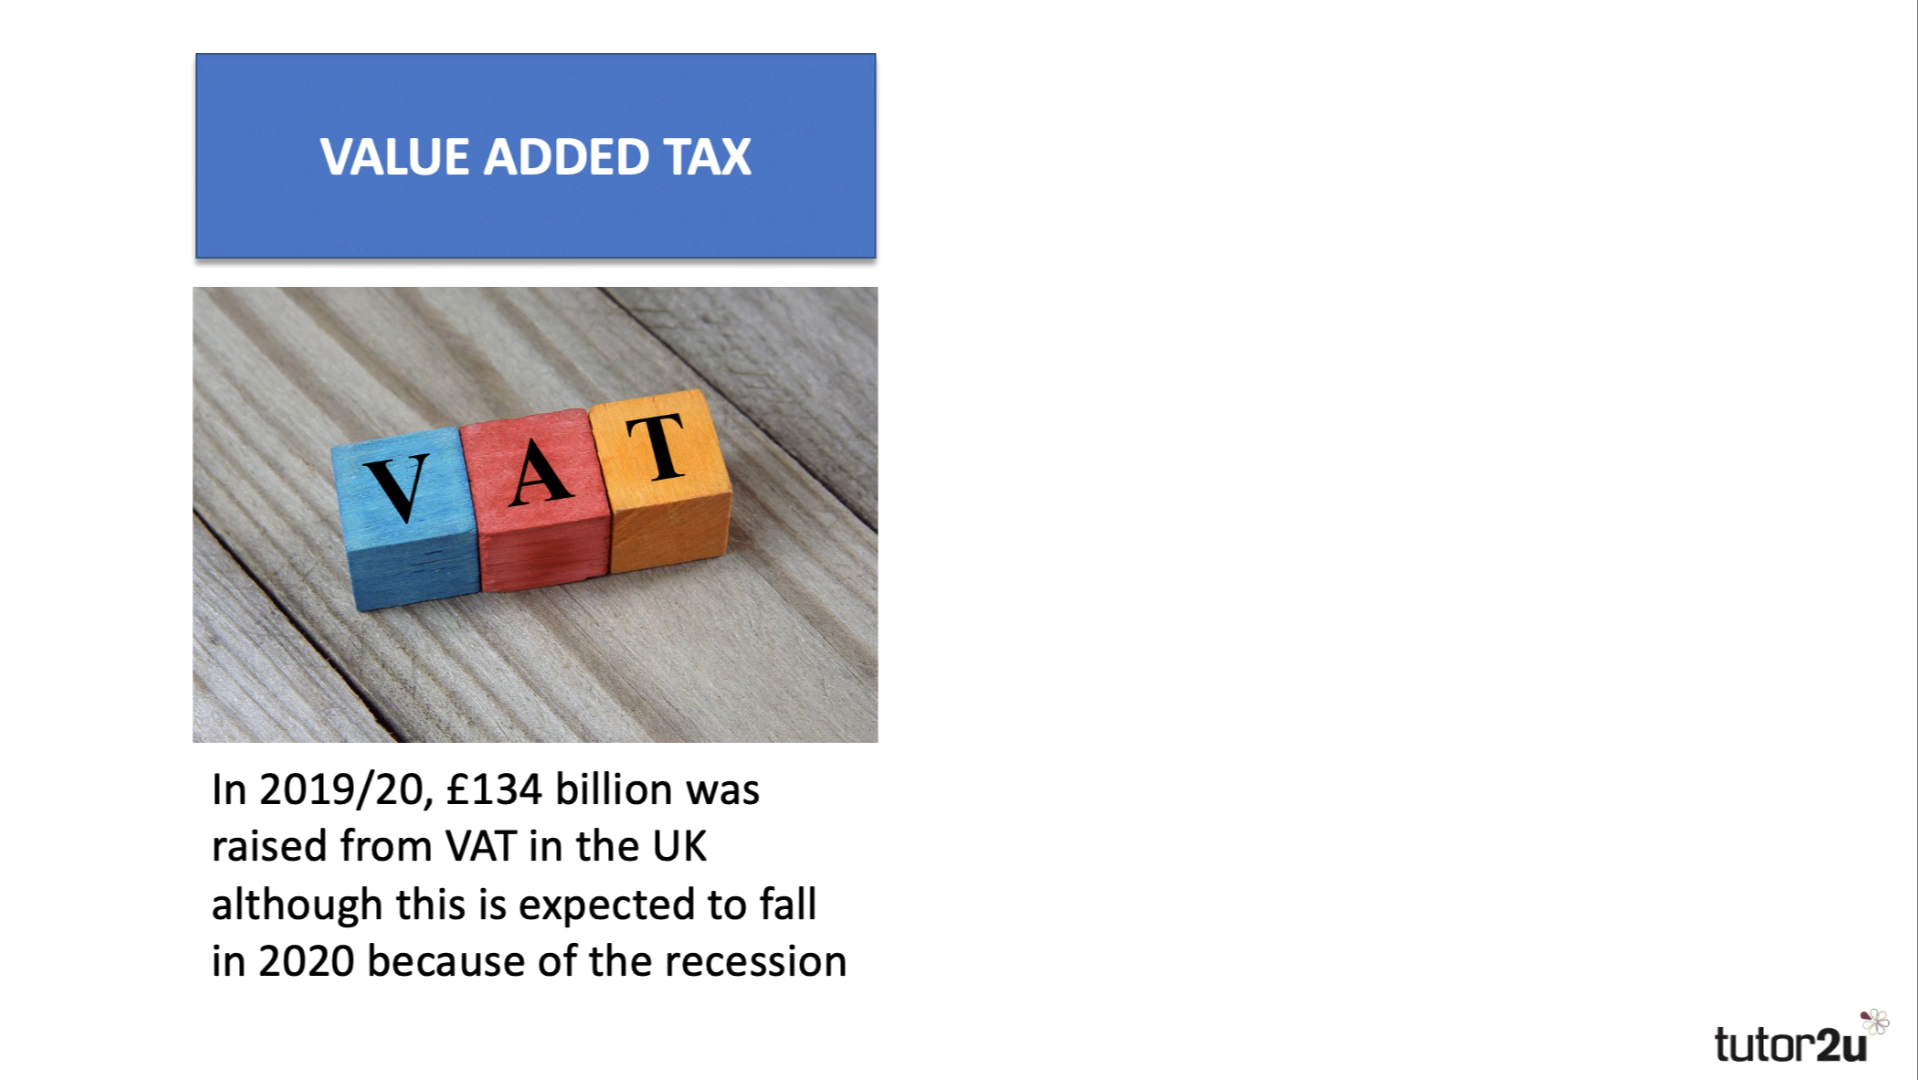 VALUE ADDED TAX
V A T
In 2019/20, £134 billion was
raised from VAT in the UK
although this is expected to fall
in 2020 because of the recession
tutor2u